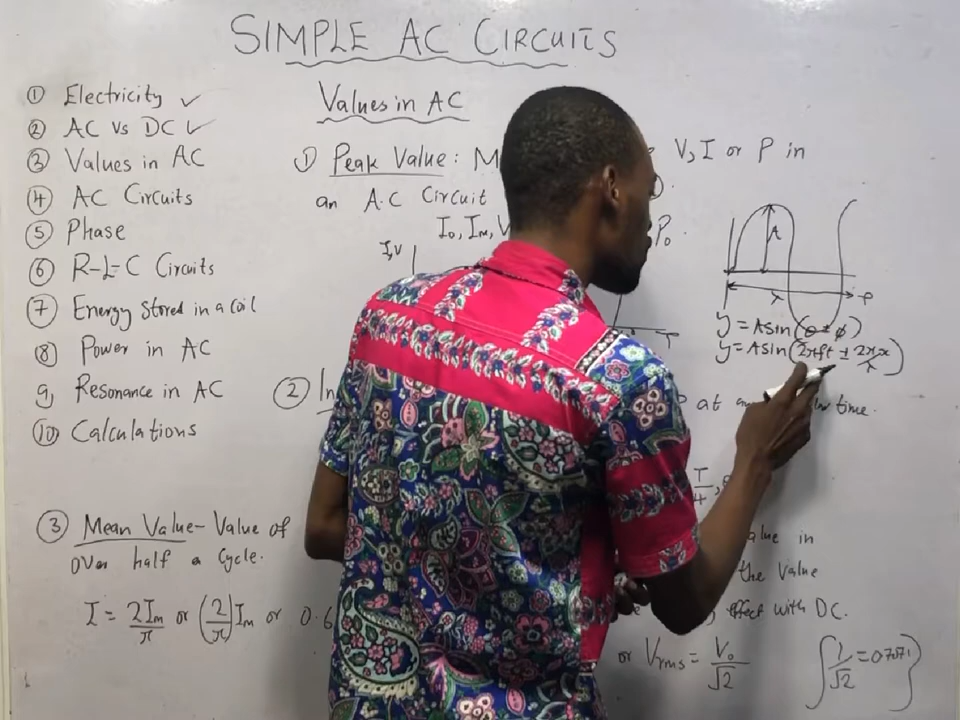 SIMPLE AC CIRCUITS
① Electricity ✓
② AC vs DC ✓
③ Values in AC
④ AC Circuits
⑤ Phase
⑥ R-L-C Circuits
⑦ Energy Stored in a coil
⑧ Power in AC
9, Resonance in AC
⑩ Calculations
Values in AC
① Peak Value: M V, I or P in
an A.C Circuit
I₀, Iₘ, V P₀.
I,V
A
λ
y = Asin(θ ± φ)
y = Asin(2πft ± 2πx/λ)
T
② In at in time.
T/4,
③ Mean Value - Value of
over half a cycle.
I = 2Iₘ/π or (2/π)Iₘ or 0.6
value in
the value
effect with DC.
or Vrms = V₀/√2 {1/√2 = 0.7071}